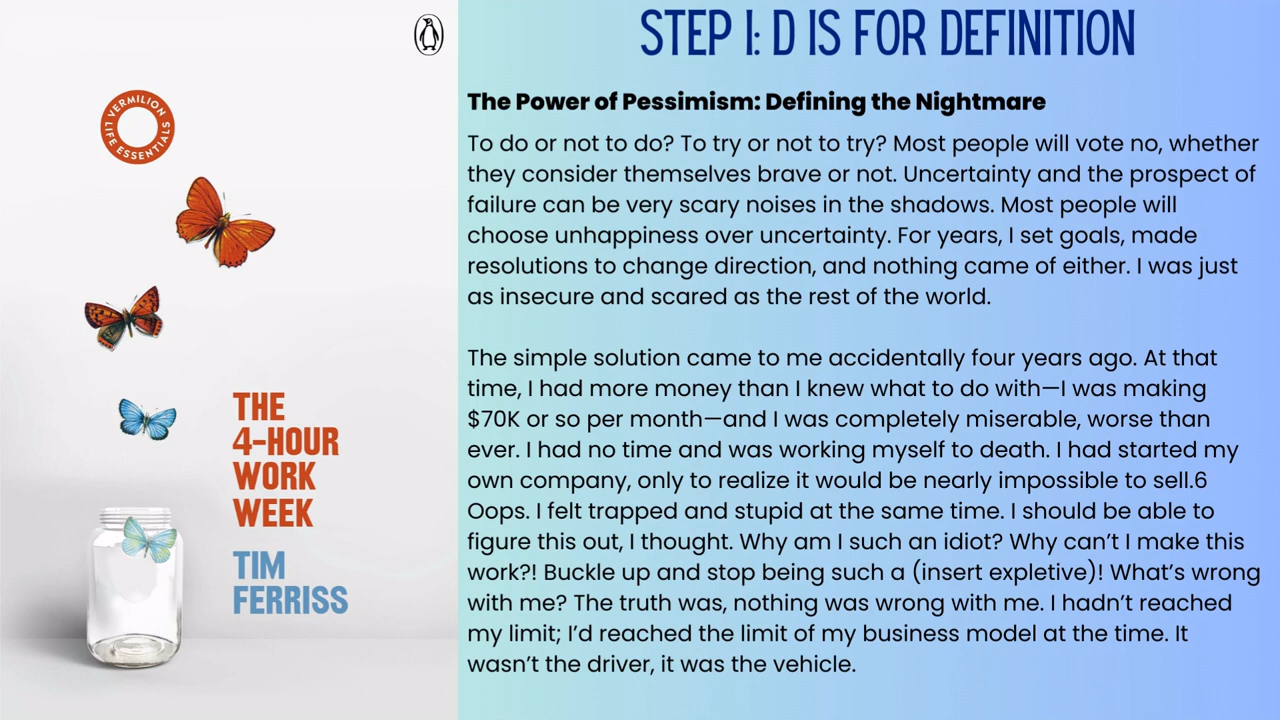 VERMILION
LIFE ESSENTIALS
THE
4-HOUR
WORK
WEEK
TIM
FERRISS
STEP 1: D IS FOR DEFINITION
The Power of Pessimism: Defining the Nightmare
To do or not to do? To try or not to try? Most people will vote no, whether
they consider themselves brave or not. Uncertainty and the prospect of
failure can be very scary noises in the shadows. Most people will
choose unhappiness over uncertainty. For years, I set goals, made
resolutions to change direction, and nothing came of either. I was just
as insecure and scared as the rest of the world.
The simple solution came to me accidentally four years ago. At that
time, I had more money than I knew what to do with—I was making
$70K or so per month—and I was completely miserable, worse than
ever. I had no time and was working myself to death. I had started my
own company, only to realize it would be nearly impossible to sell.6
Oops. I felt trapped and stupid at the same time. I should be able to
figure this out, I thought. Why am I such an idiot? Why can’t I make this
work?! Buckle up and stop being such a (insert expletive)! What’s wrong
with me? The truth was, nothing was wrong with me. I hadn’t reached
my limit; I’d reached the limit of my business model at the time. It
wasn’t the driver, it was the vehicle.